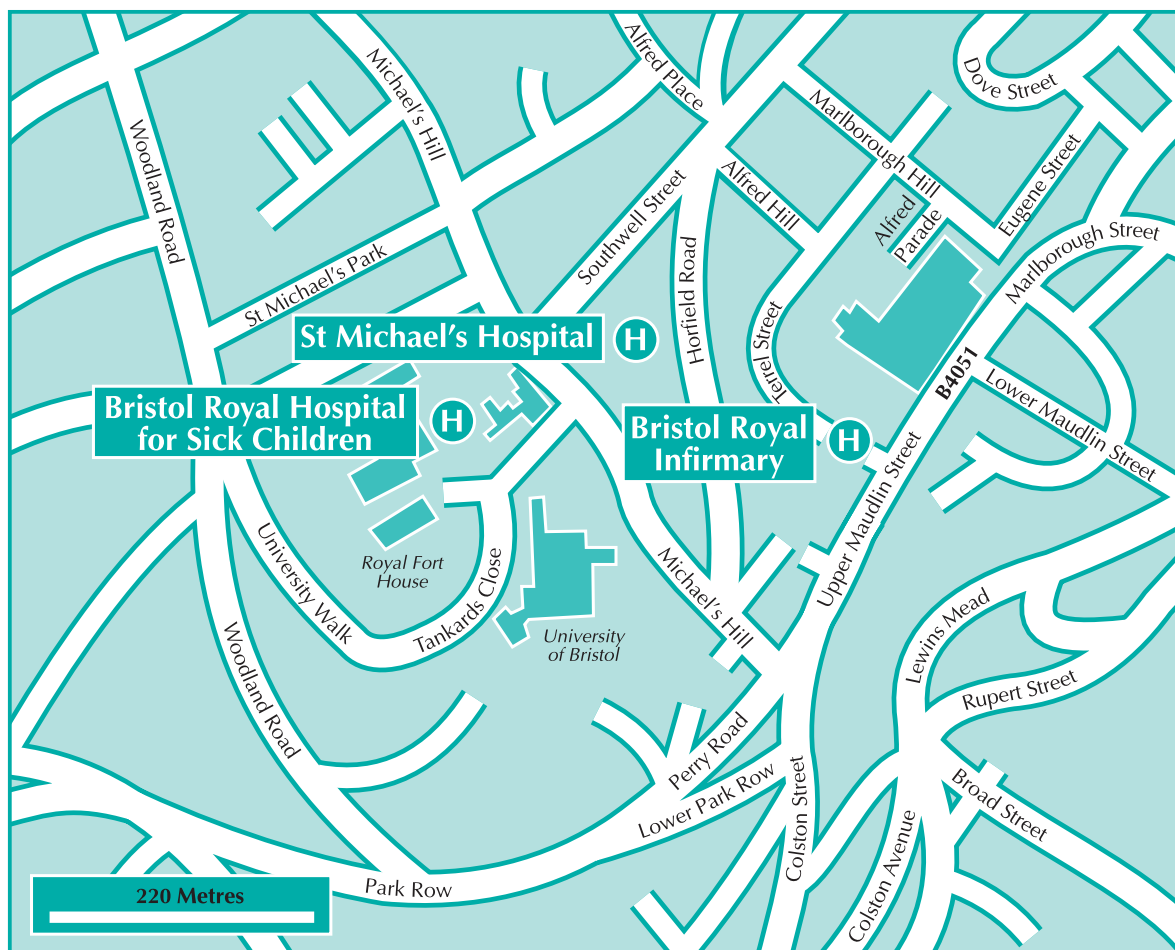 Alfred Place
Michael's Hill
Dove Street
Marlborough Hill
Woodland Road
Eugene Street
Alfred Hill
Southwell Street
Alfred
Parade
Marlborough Street
St Michael's Park
Horfield Road
St Michael's Hospital
H
Terrel Street
B4051
Lower Maudlin Street
Bristol Royal Hospital
for Sick Children
H
Bristol Royal
Infirmary
H
Upper Maudlin Street
University Walk
Royal Fort
House
Tankards Close
Michael's Hill
University
of Bristol
Lewins Mead
Woodland Road
Rupert Street
Perry Road
Lower Park Row
Colston Street
Broad Street
Colston Avenue
Park Row
220 Metres